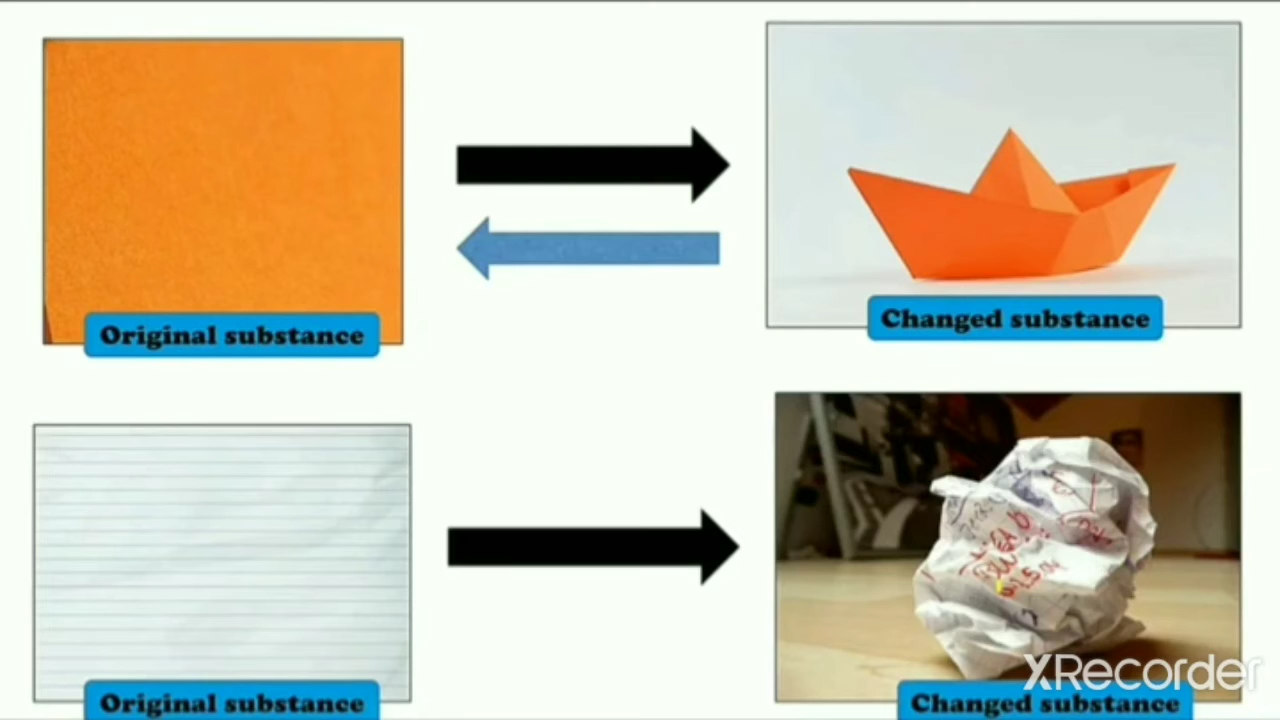 Original substance
Changed substance
Original substance
Changed substance
XRecorder